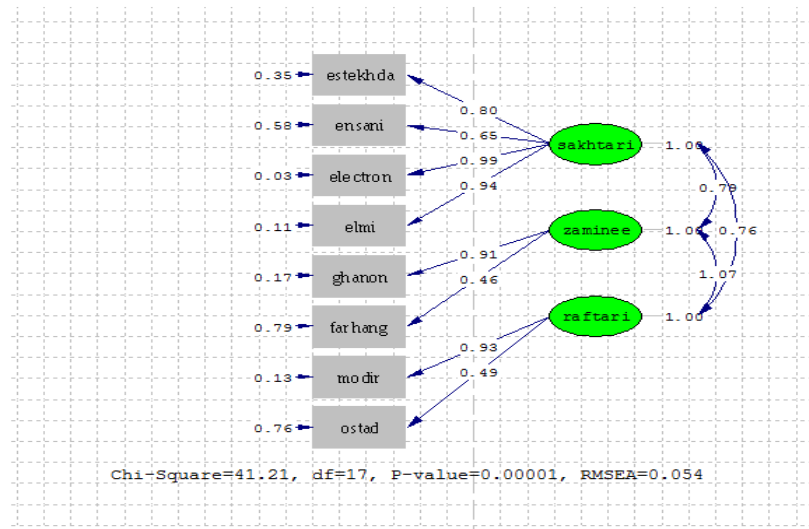 0.35 estekhda
0.80
0.58 ensani
0.65
sakhtari 1.00
0.03 electron
0.99
0.94
0.79
0.11 elmi
zaminee 1.00 0.76
0.91
0.17 ghanon
0.46
1.07
0.79 farhang
raftari 1.00
0.93
0.13 modir
0.49
0.76 ostad
Chi-Square=41.21, df=17, P-value=0.00001, RMSEA=0.054